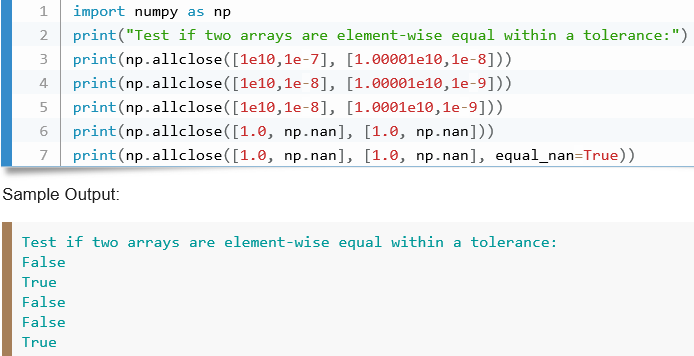 1 import numpy as np
2 print("Test if two arrays are element-wise equal within a tolerance:")
3 print(np.allclose([1e10,1e-7], [1.00001e10,1e-8]))
4 print(np.allclose([1e10,1e-8], [1.00001e10,1e-9]))
5 print(np.allclose([1e10,1e-8], [1.0001e10,1e-9]))
6 print(np.allclose([1.0, np.nan], [1.0, np.nan]))
7 print(np.allclose([1.0, np.nan], [1.0, np.nan], equal_nan=True))
Sample Output:
Test if two arrays are element-wise equal within a tolerance:
False
True
False
False
True